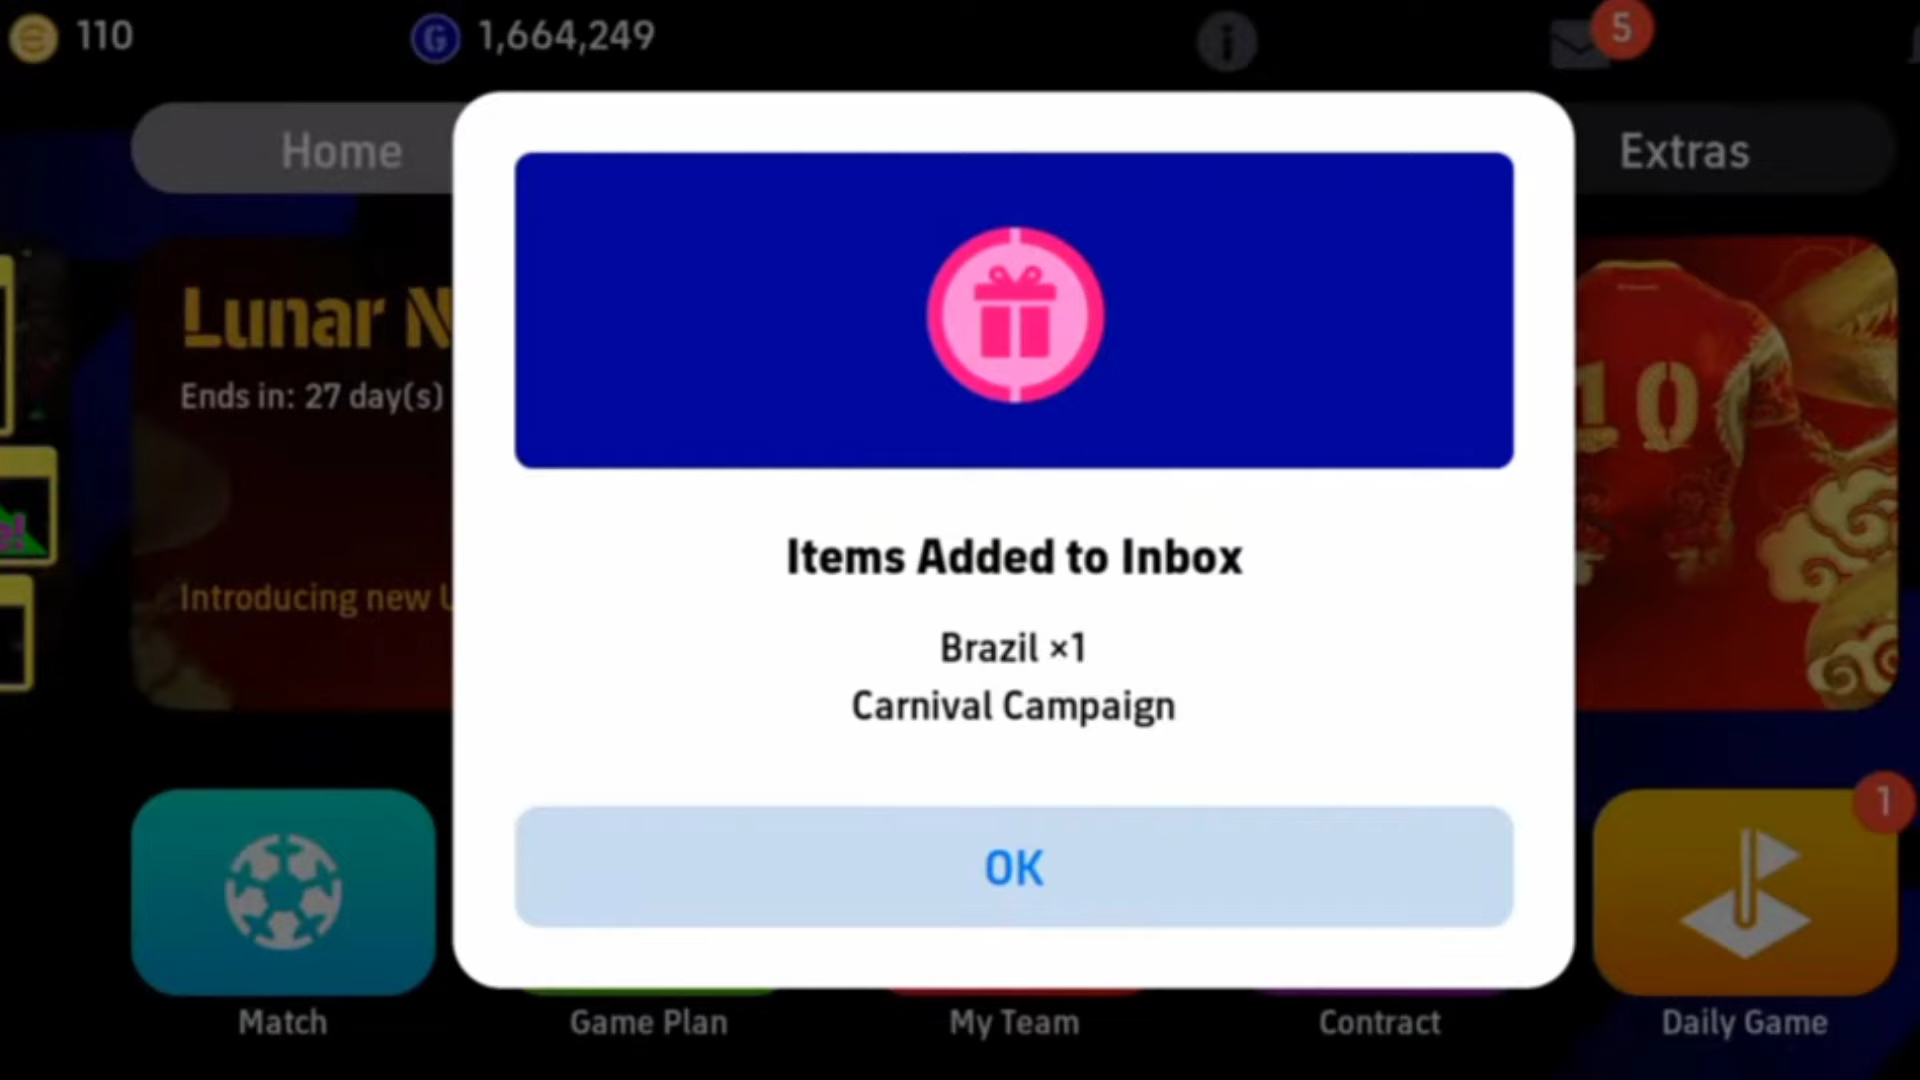 110
G 1,664,249
i
5
Home
Extras
Lunar N
Ends in: 27 day(s)
Introducing new U
10
Items Added to Inbox
Brazil ×1
Carnival Campaign
OK
1
Match
Game Plan
My Team
Contract
Daily Game